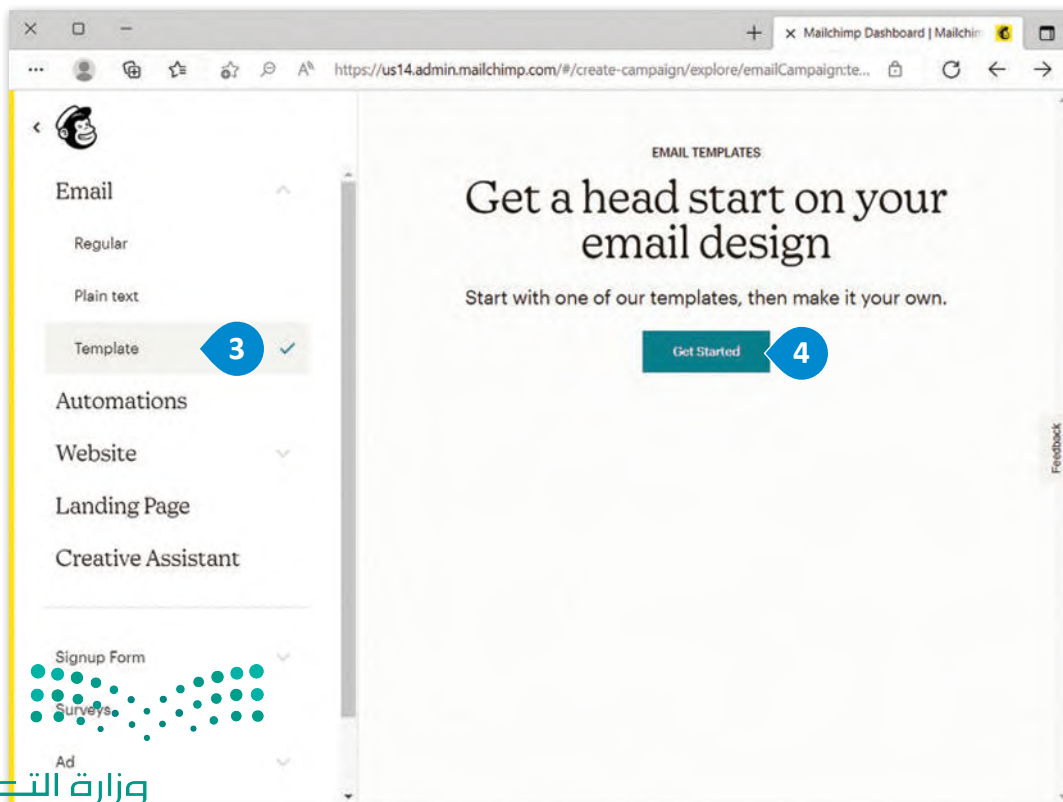 Mailchimp Dashboard | Mailchim
https://us14.admin.mailchimp.com/#/create-campaign/explore/emailCampaign:te...
Email
Regular
Plain text
Template
3
Automations
Website
Landing Page
Creative Assistant
Signup Form
Surveys
Ad
EMAIL TEMPLATES
Get a head start on your
email design
Start with one of our templates, then make it your own.
Get Started
4
Feedback
وزارة التـ